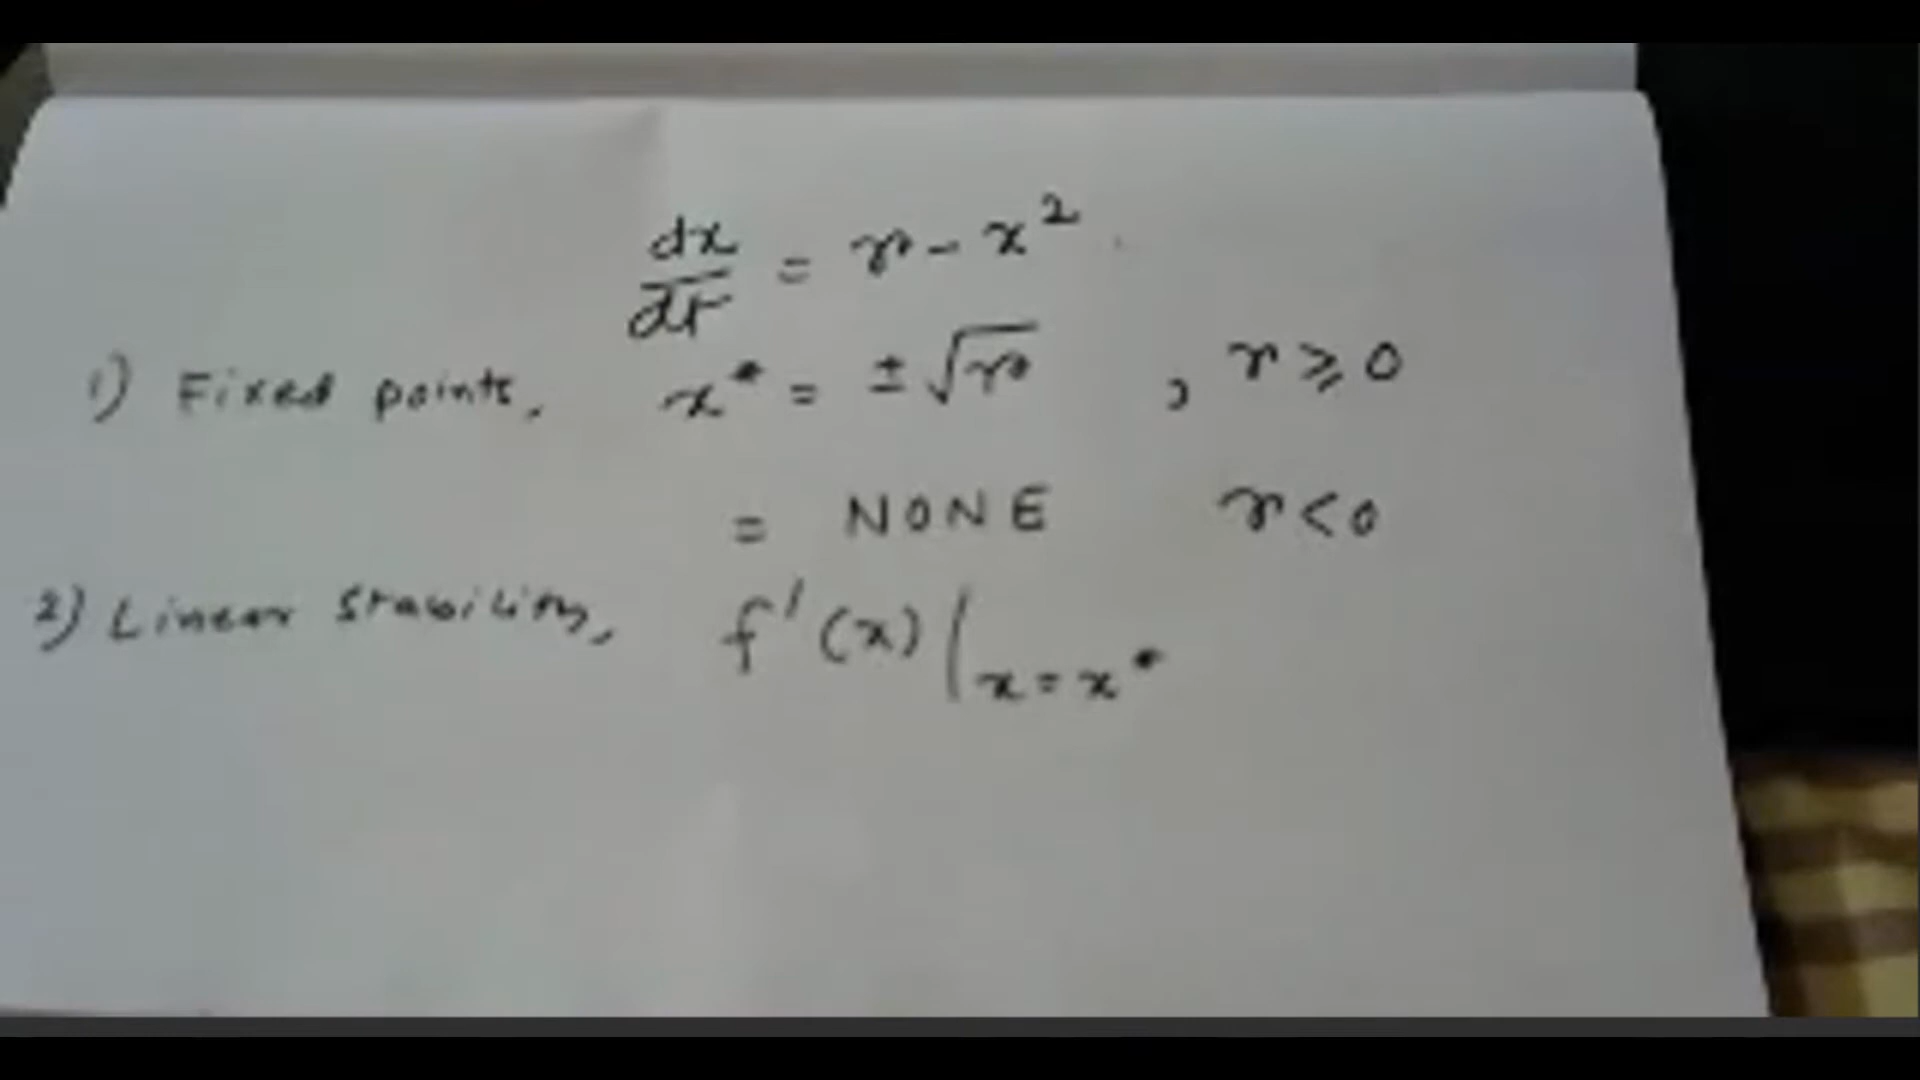 dx/dt = r - x²
1) Fixed points, x* = ±√r , r ≥ 0
= NONE r < 0
2) Linear stability, f'(x)|x=x*